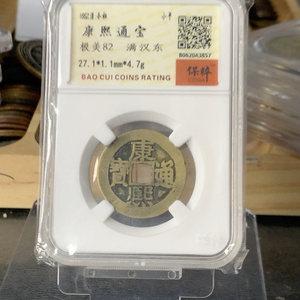 康熙通宝
极美82 满汉东
27.1*1.1mm*4.7g
保粹
BAO CUI COINS RATING
康熙通寶